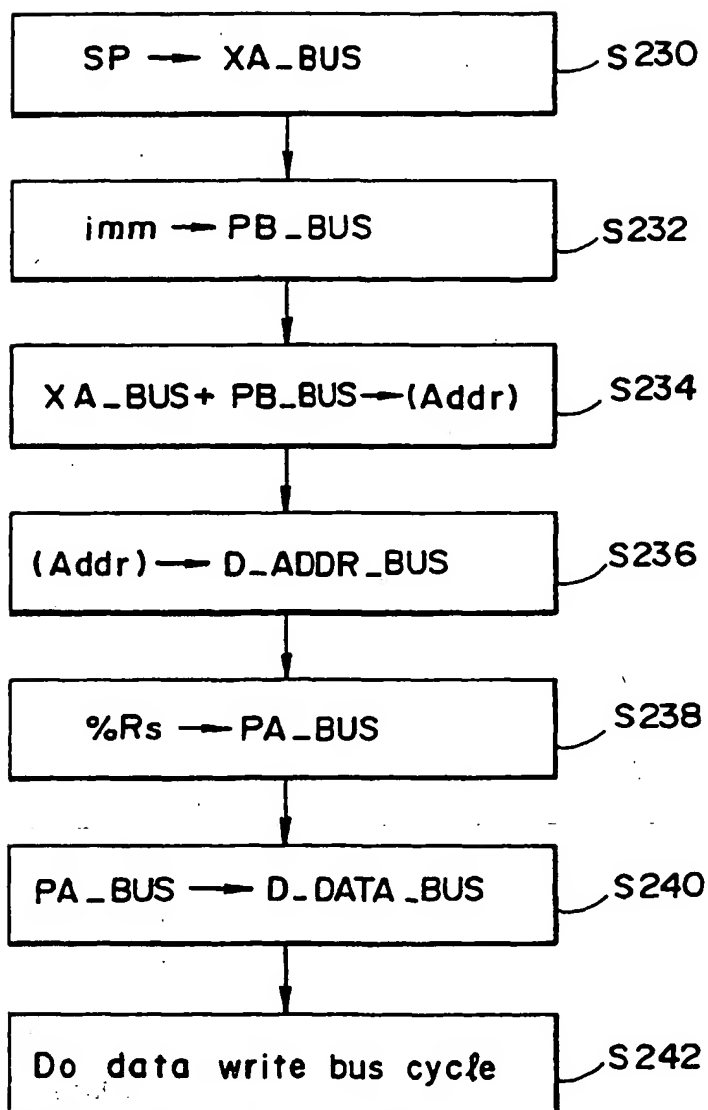 SP → XA_BUS S230
imm → PB_BUS S232
XA_BUS + PB_BUS → (Addr) S234
(Addr) → D_ADDR_BUS S236
%Rs → PA_BUS S238
PA_BUS → D_DATA_BUS S240
Do data write bus cycle S242